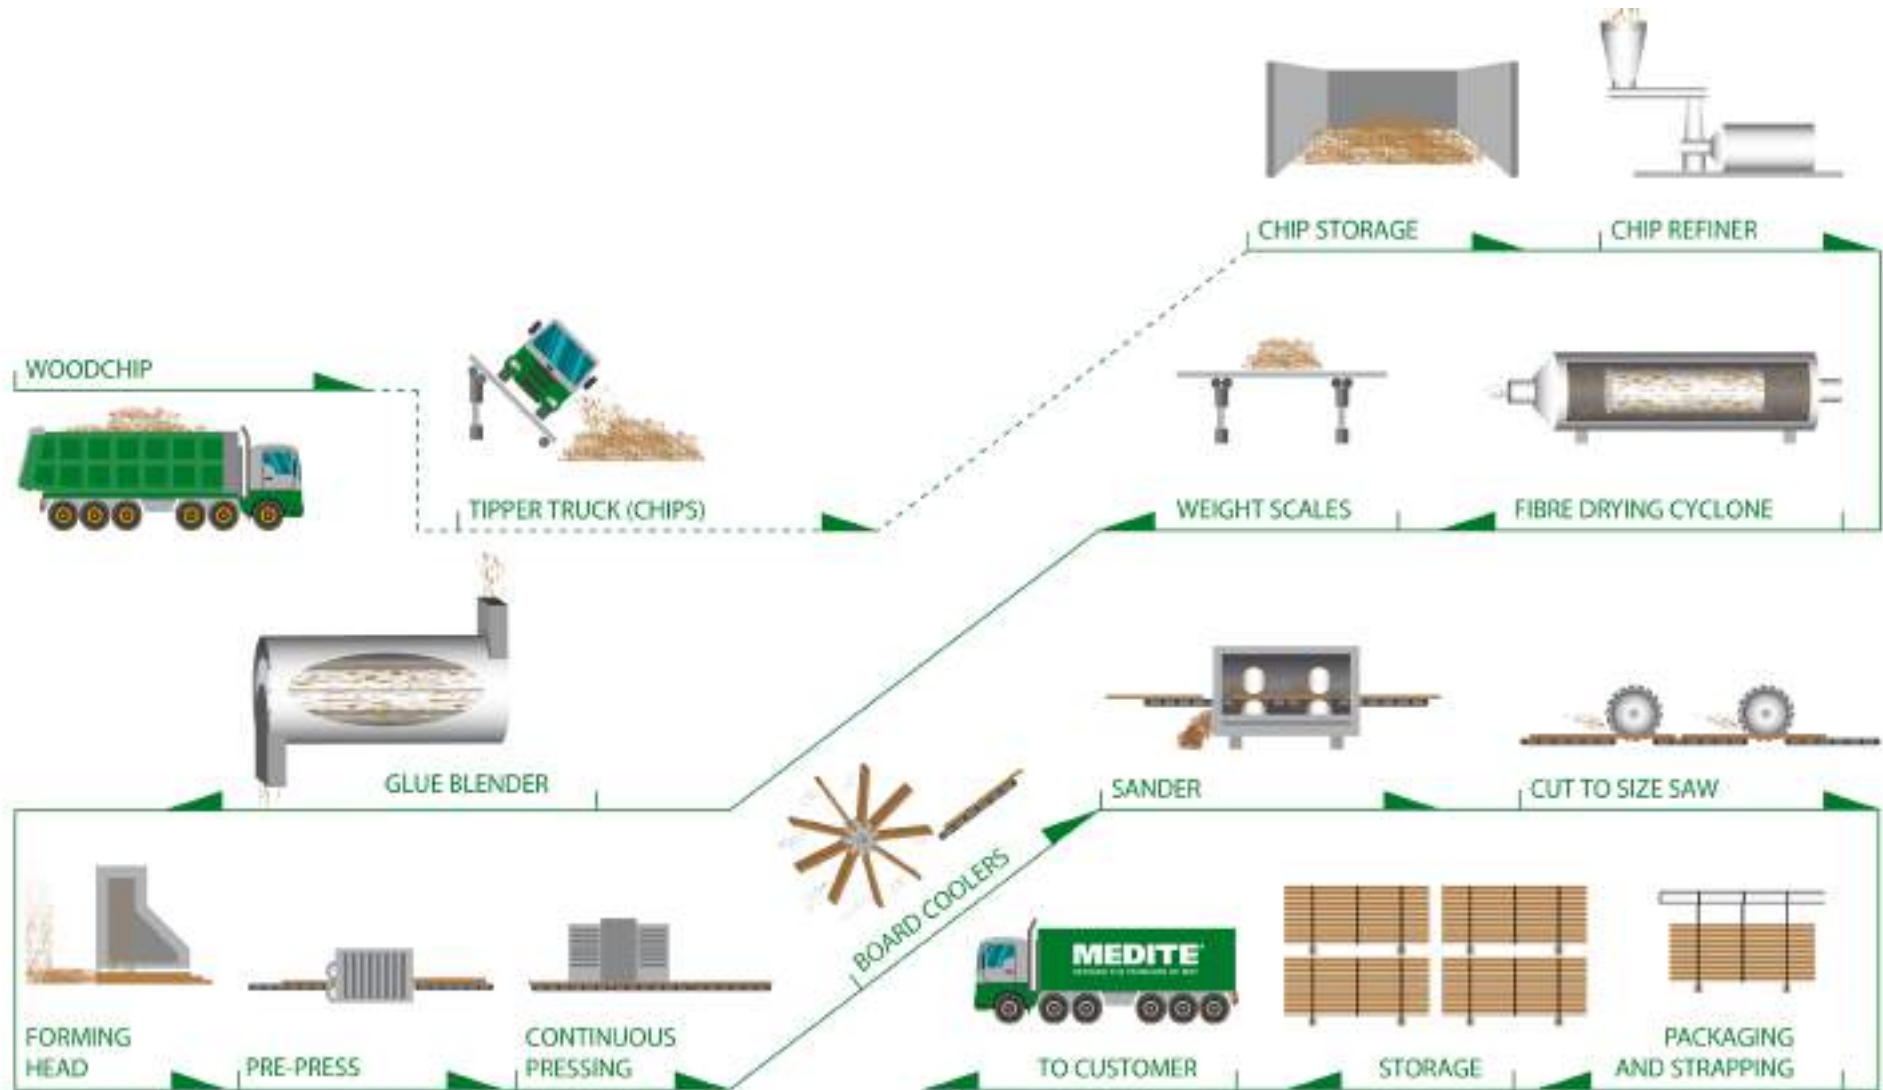 CHIP STORAGE
CHIP REFINER
WOODCHIP
TIPPER TRUCK (CHIPS)
WEIGHT SCALES
FIBRE DRYING CYCLONE
GLUE BLENDER
SANDER
CUT TO SIZE SAW
BOARD COOLERS
MEDITE
FORMING
HEAD
PRE-PRESS
CONTINUOUS
PRESSING
TO CUSTOMER
STORAGE
PACKAGING
AND STRAPPING